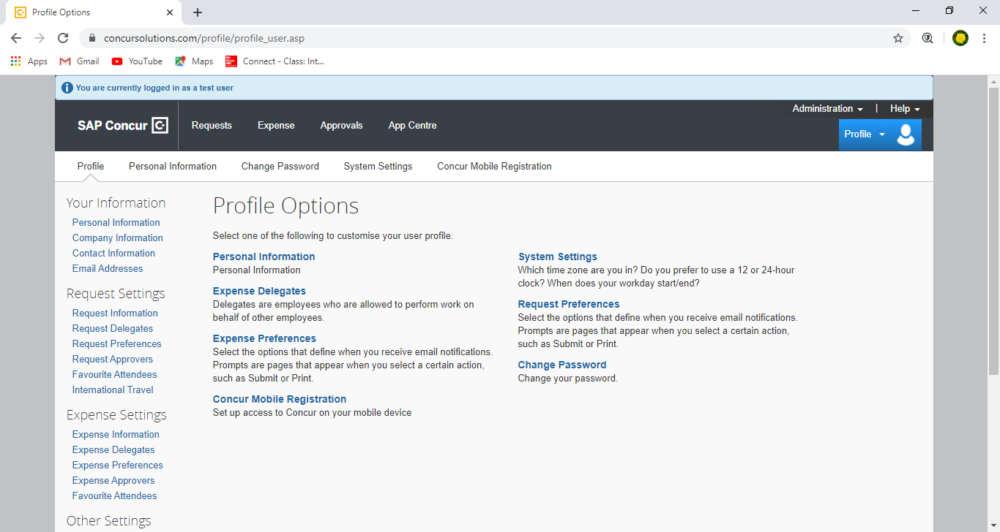 Profile Options
concursolutions.com/profile/profile_user.asp
Apps Gmail YouTube Maps Connect - Class: Int...
You are currently logged in as a test user
Administration | Help
SAP Concur C Requests Expense Approvals App Centre
Profile
Profile Personal Information Change Password System Settings Concur Mobile Registration
Your Information
Personal Information
Company Information
Contact Information
Email Addresses
Request Settings
Request Information
Request Delegates
Request Preferences
Request Approvers
Favourite Attendees
International Travel
Expense Settings
Expense Information
Expense Delegates
Expense Preferences
Expense Approvers
Favourite Attendees
Other Settings
Profile Options
Select one of the following to customise your user profile.
Personal Information
Personal Information
Expense Delegates
Delegates are employees who are allowed to perform work on
behalf of other employees.
Expense Preferences
Select the options that define when you receive email notifications.
Prompts are pages that appear when you select a certain action,
such as Submit or Print.
Concur Mobile Registration
Set up access to Concur on your mobile device
System Settings
Which time zone are you in? Do you prefer to use a 12 or 24-hour
clock? When does your workday start/end?
Request Preferences
Select the options that define when you receive email notifications.
Prompts are pages that appear when you select a certain action,
such as Submit or Print.
Change Password
Change your password.